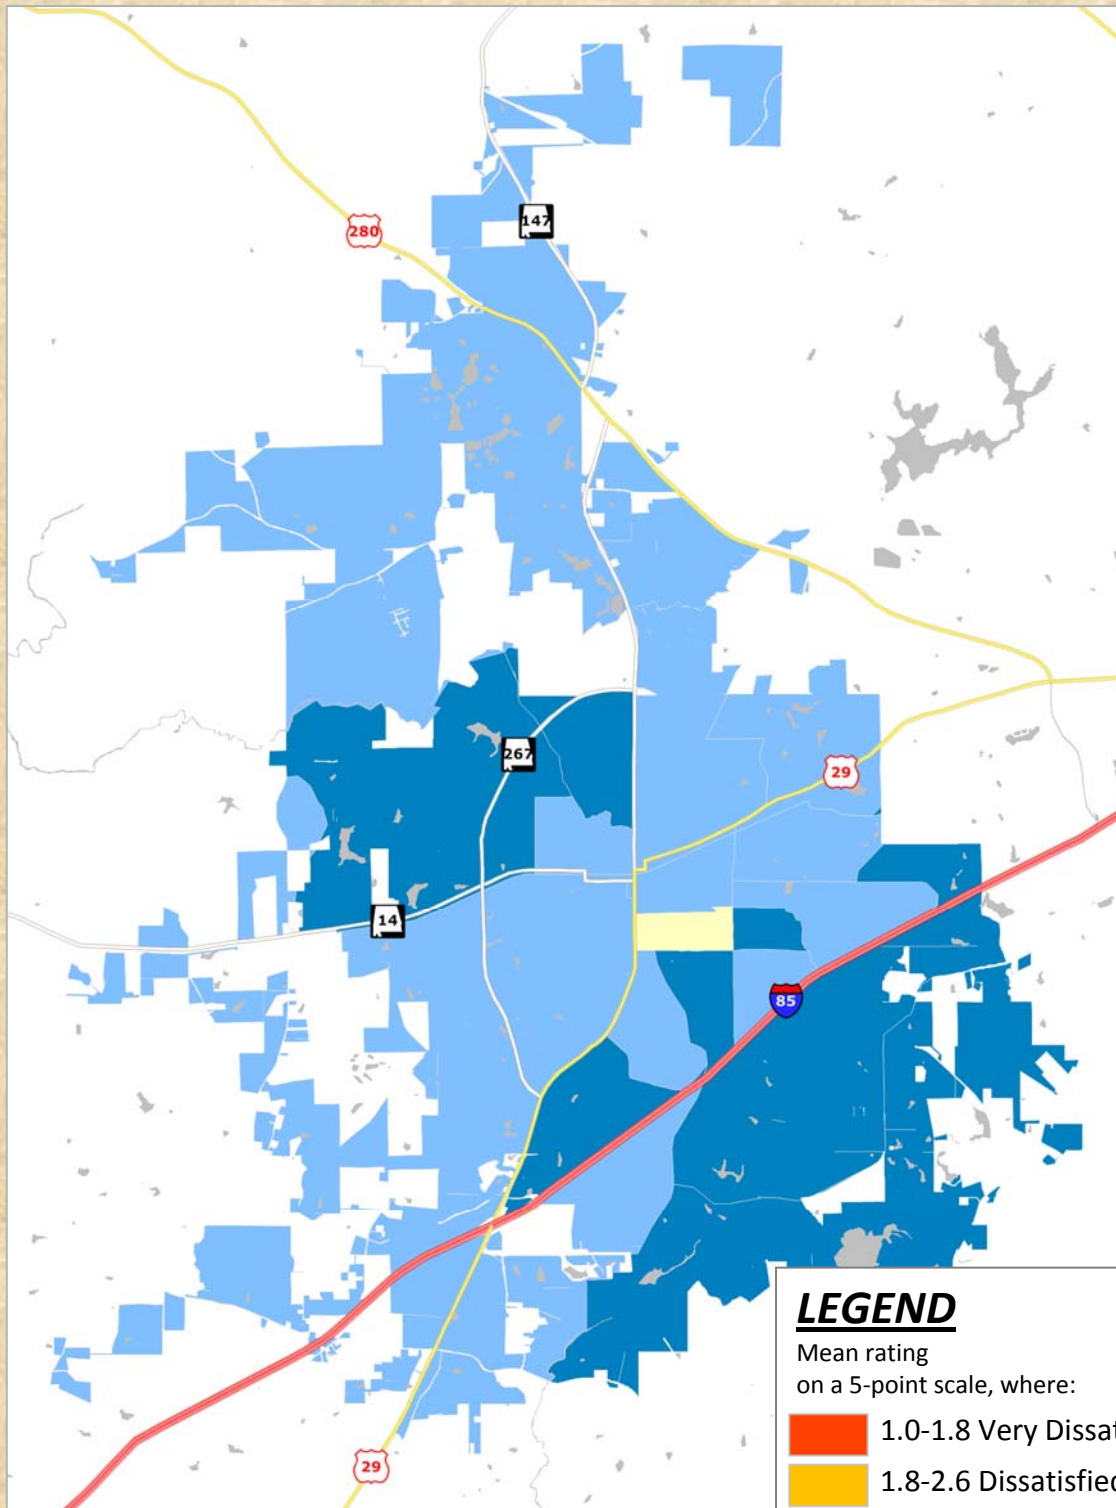 147
280
267
29
14
85
LEGEND
Mean rating
on a 5-point scale, where:
1.0-1.8 Very Dissat
1.8-2.6 Dissatisfied
29